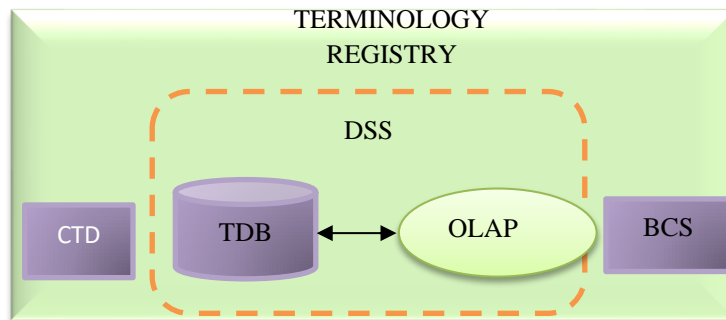 TERMINOLOGY
REGISTRY
DSS
CTD
TDB
OLAP
BCS